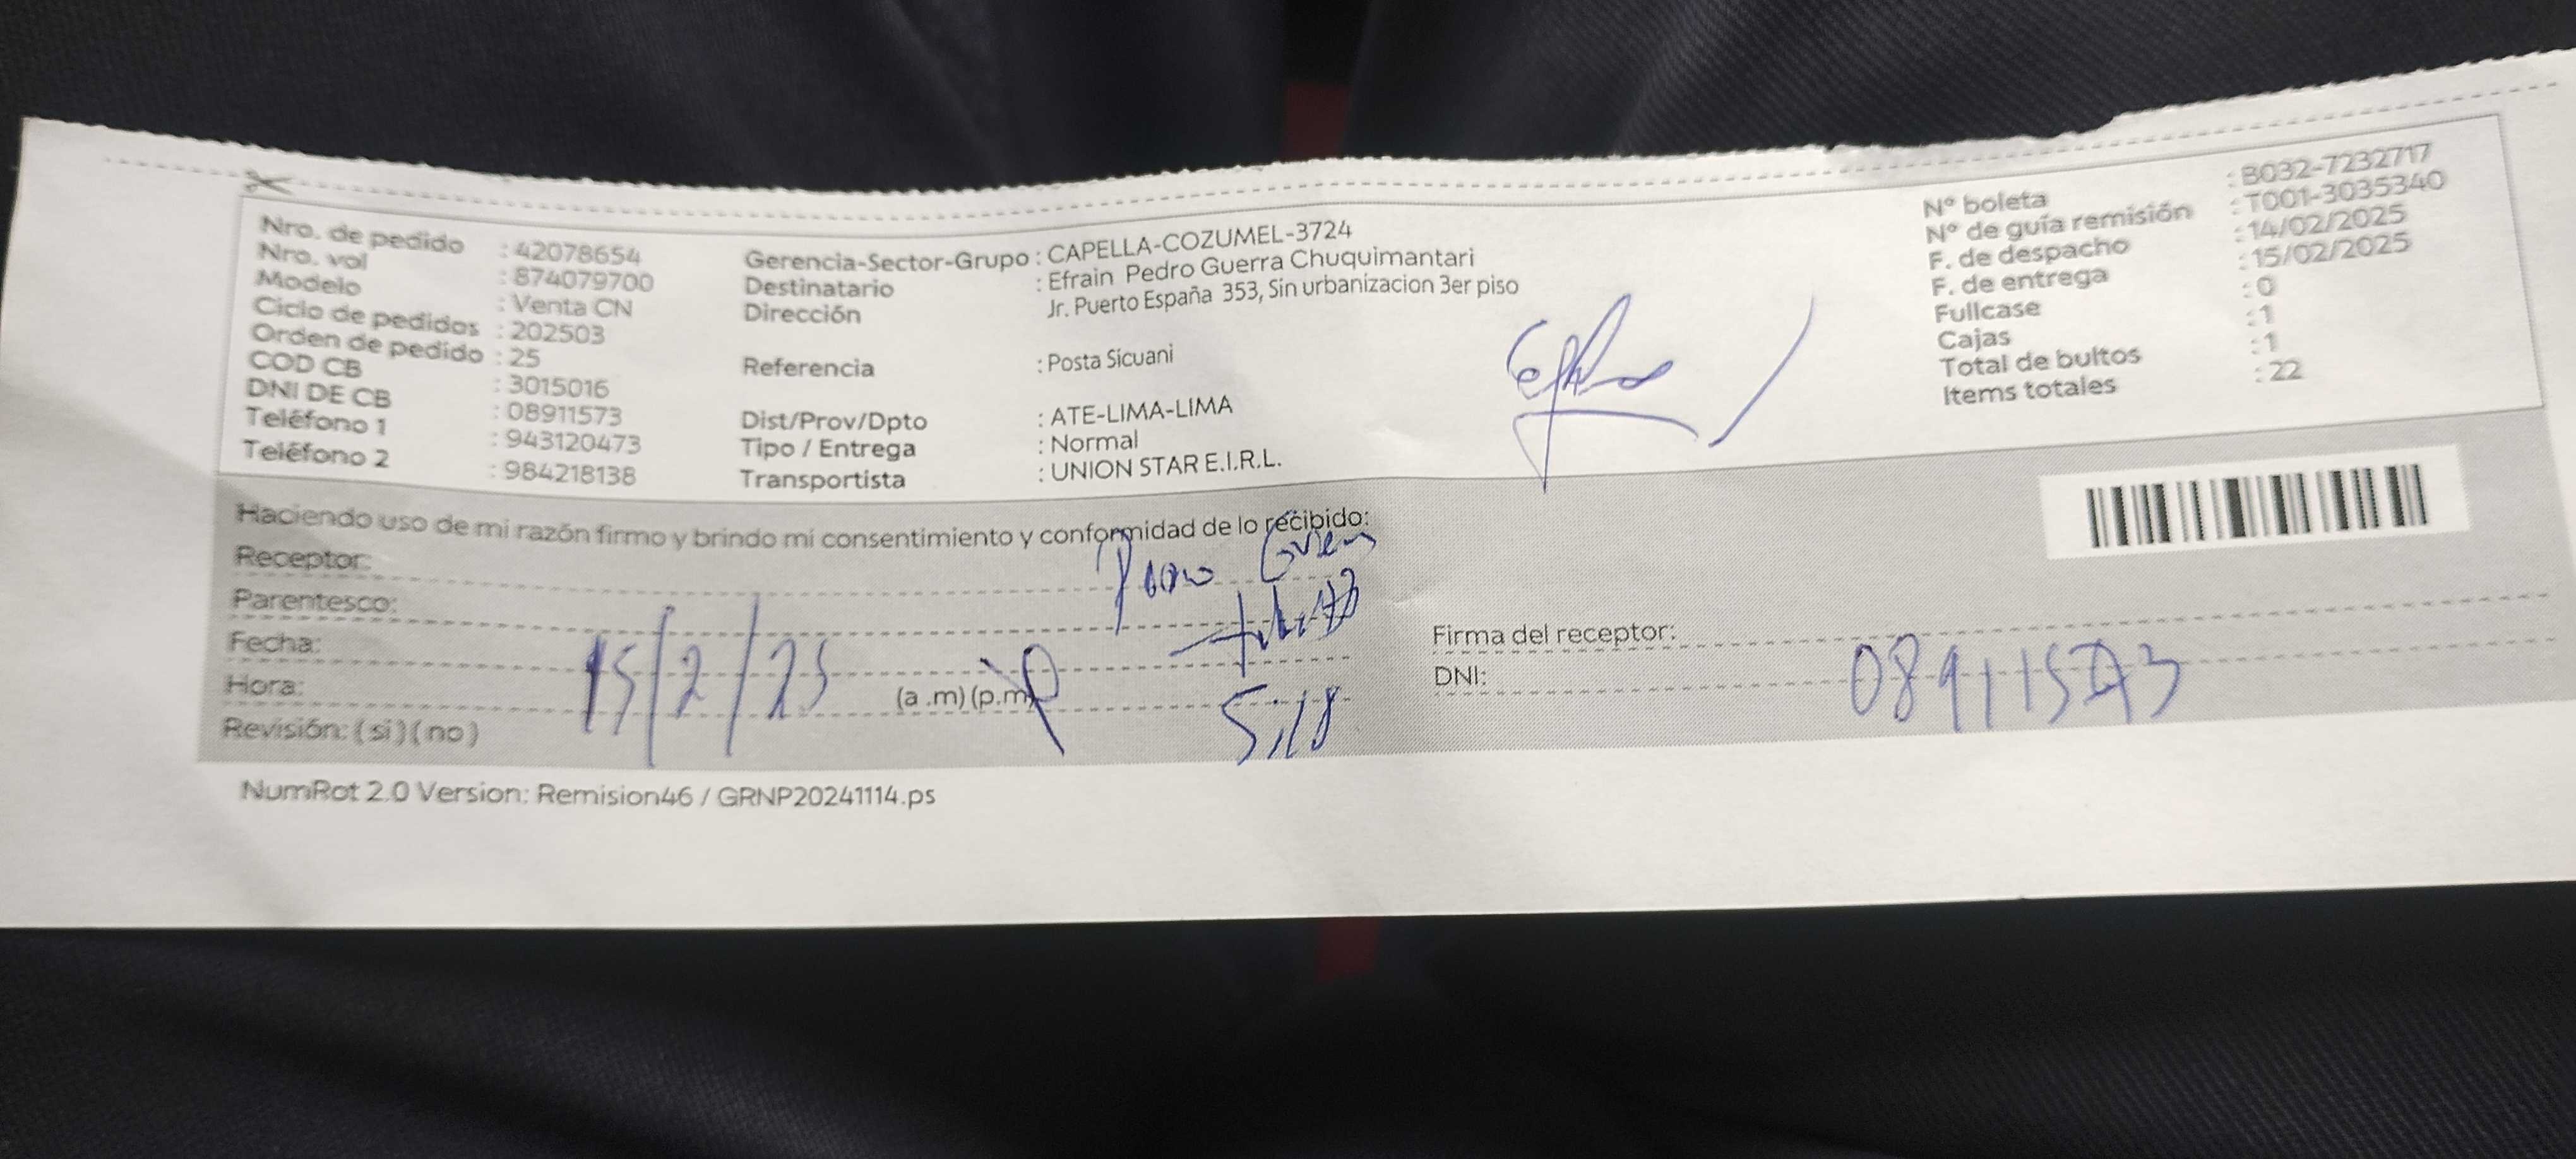 Nro. de pedido : 42078654
Nro. vol : 874079700
Modelo : Venta CN
Ciclo de pedidos : 202503
Orden de pedido : 25
COD CB : 3015016
DNI DE CB : 08911573
Teléfono 1 : 943120473
Teléfono 2 : 984218138
Gerencia-Sector-Grupo : CAPELLA-COZUMEL-3724
Destinatario : Efrain Pedro Guerra Chuquimantari
Dirección Jr. Puerto España 353, Sin urbanizacion 3er piso
Referencia : Posta Sicuani
Dist/Prov/Dpto : ATE-LIMA-LIMA
Tipo / Entrega : Normal
Transportista : UNION STAR E.I.R.L.
N° boleta : B032-7232717
N° de guía remisión : T001-3035340
F. de despacho : 14/02/2025
F. de entrega : 15/02/2025
Fullcase : 0
Cajas : 1
Total de bultos : 1
Items totales : 22
Haciendo uso de mi razón firmo y brindo mi consentimiento y conformidad de lo recibido:
Receptor:
Parentesco:
Fecha: 15/2/25
Hora: (a .m) (p.m)
Revisión: ( si ) ( no )
Firma del receptor:
DNI: 08911573
NumRot 2.0 Version: Remision46 / GRNP20241114.ps